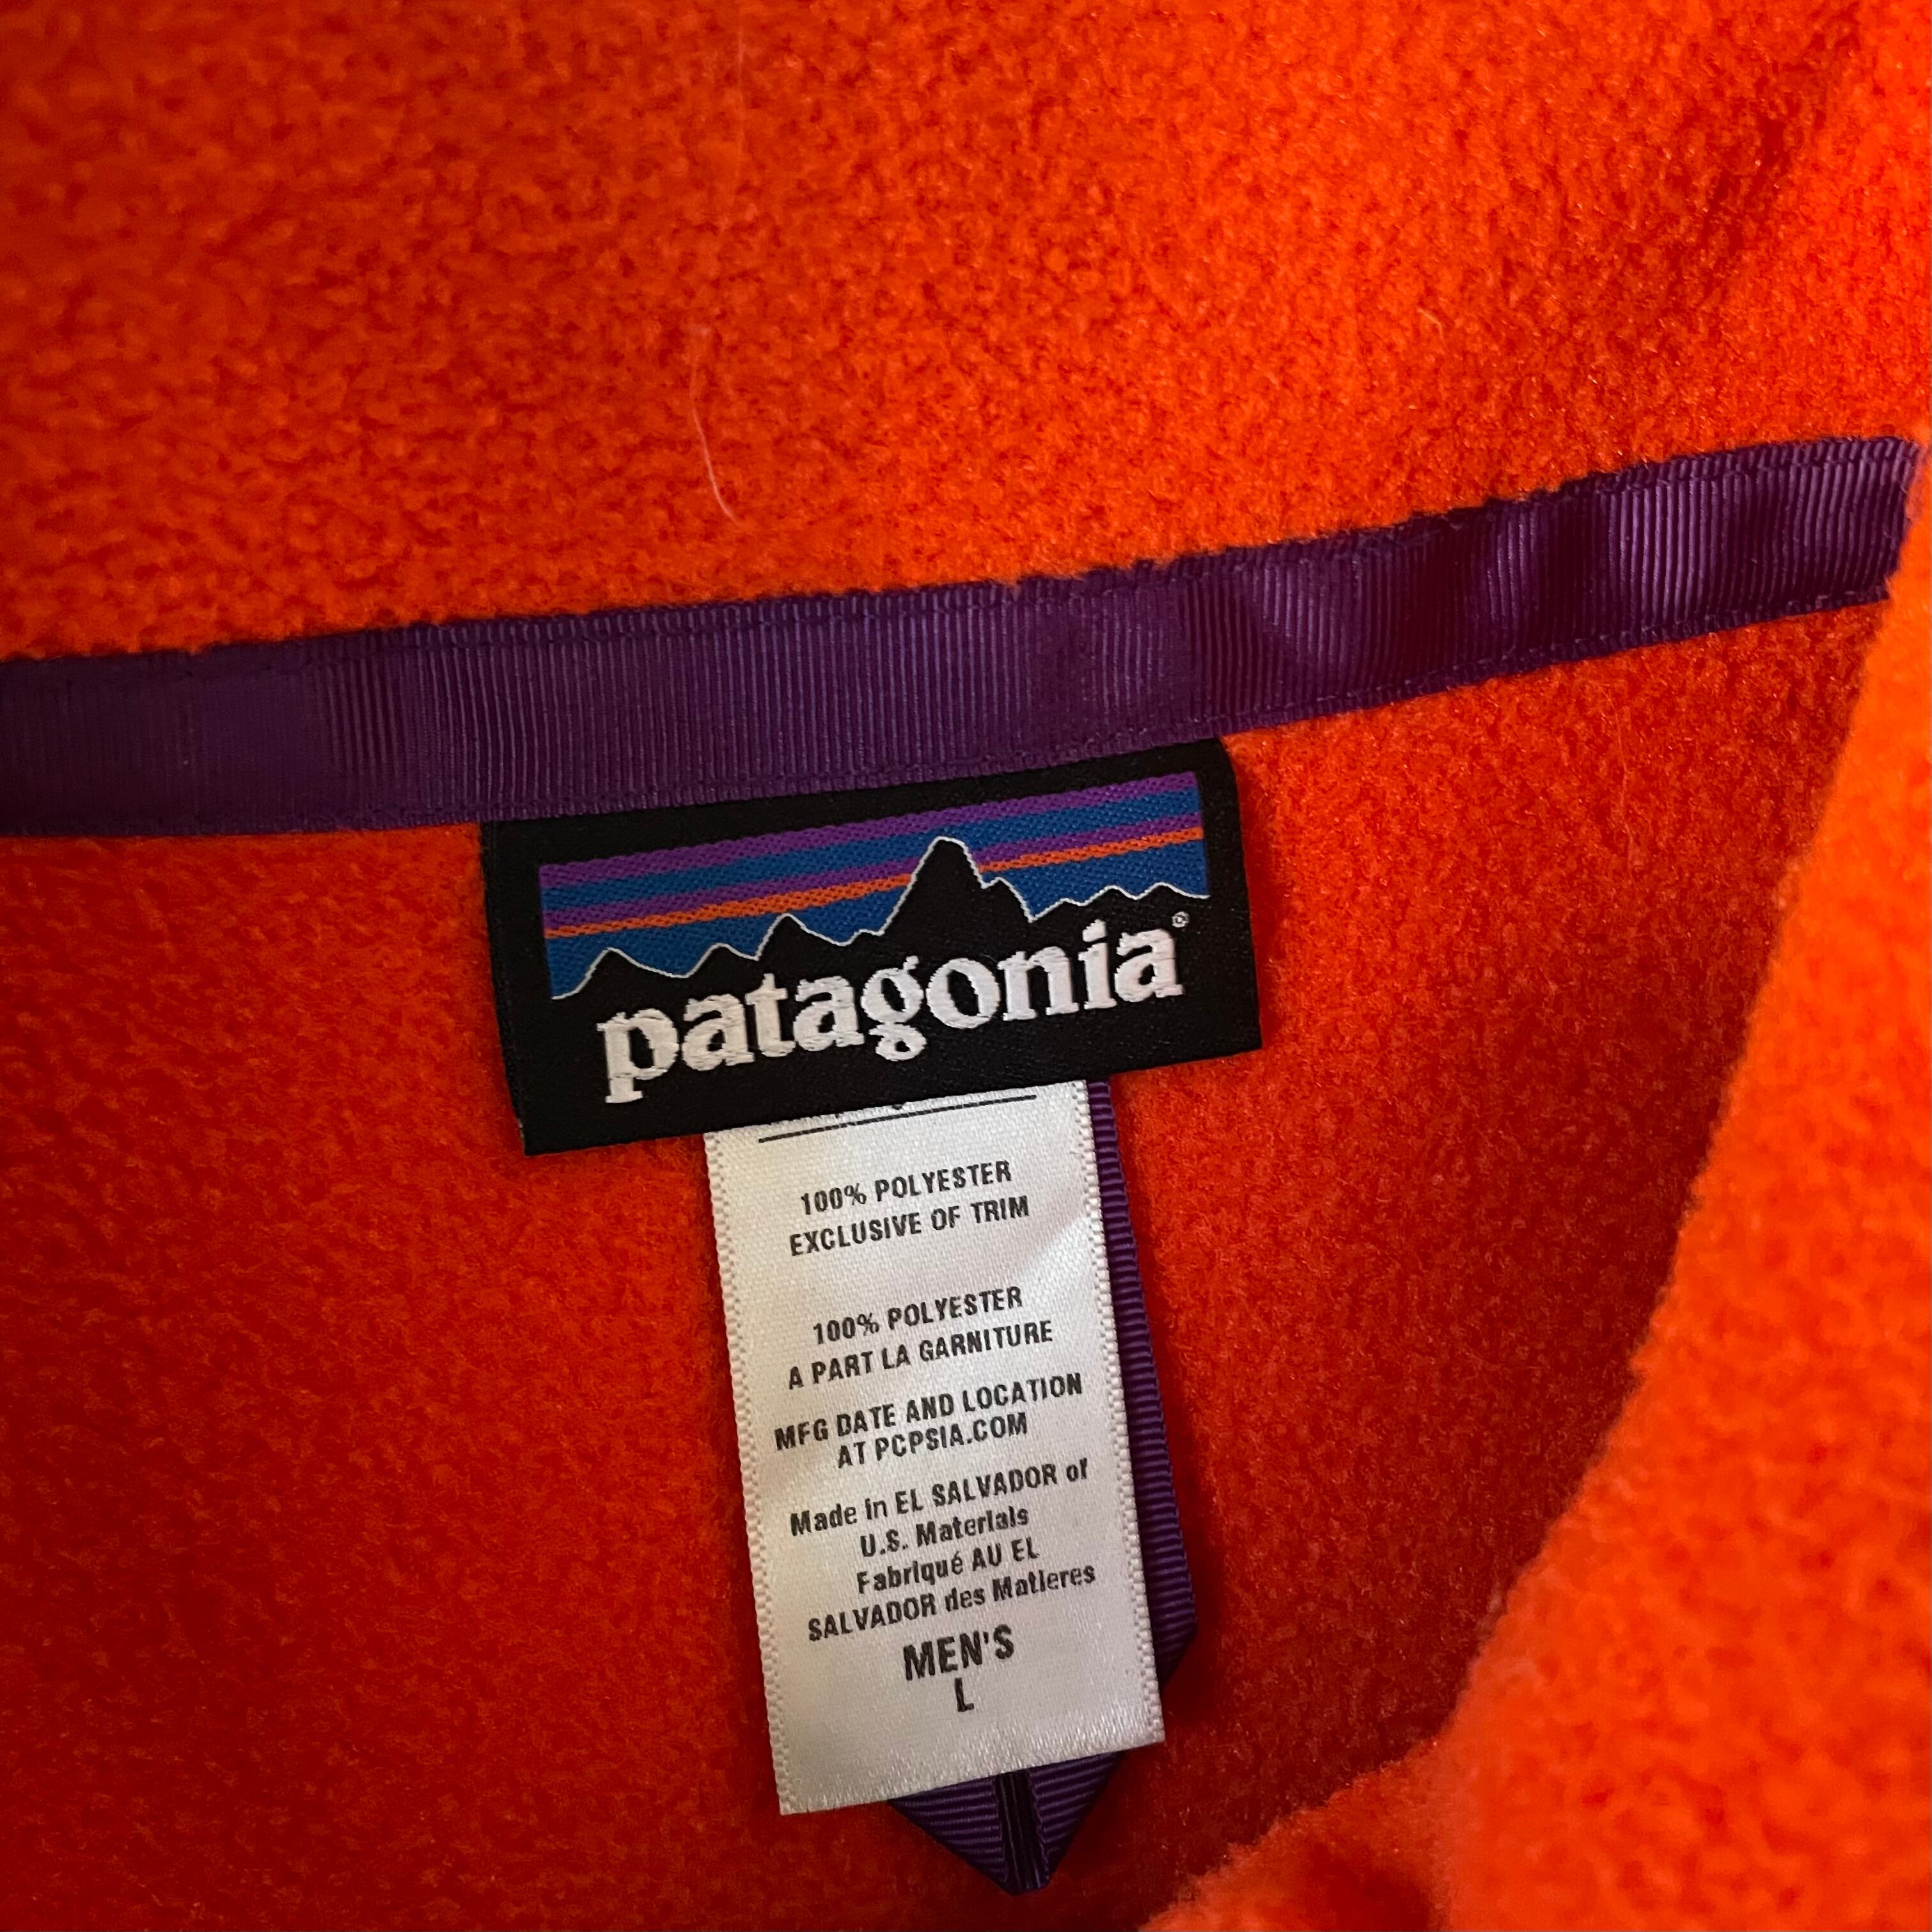 patagonia®
100% POLYESTER
EXCLUSIVE OF TRIM
100% POLYESTER
A PART LA GARNITURE
MFG DATE AND LOCATION
AT PCPSIA.COM
Made in EL SALVADOR of
U.S. Materials
Fabriqué AU EL
SALVADOR des Matieres
MEN'S
L